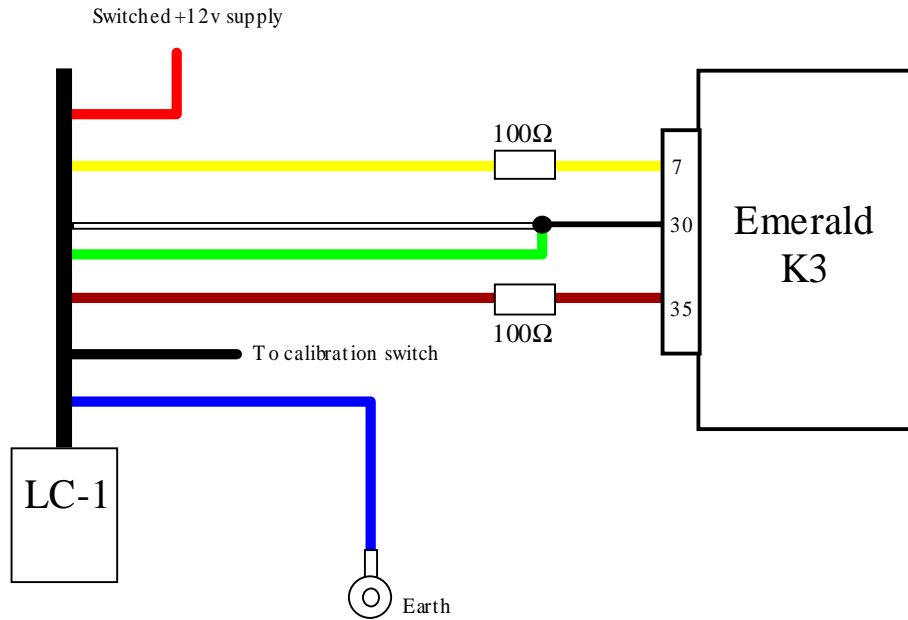 Switched +12v supply
100Ω
7
30
Emerald
K3
35
100Ω
To calibration switch
LC-1
Earth